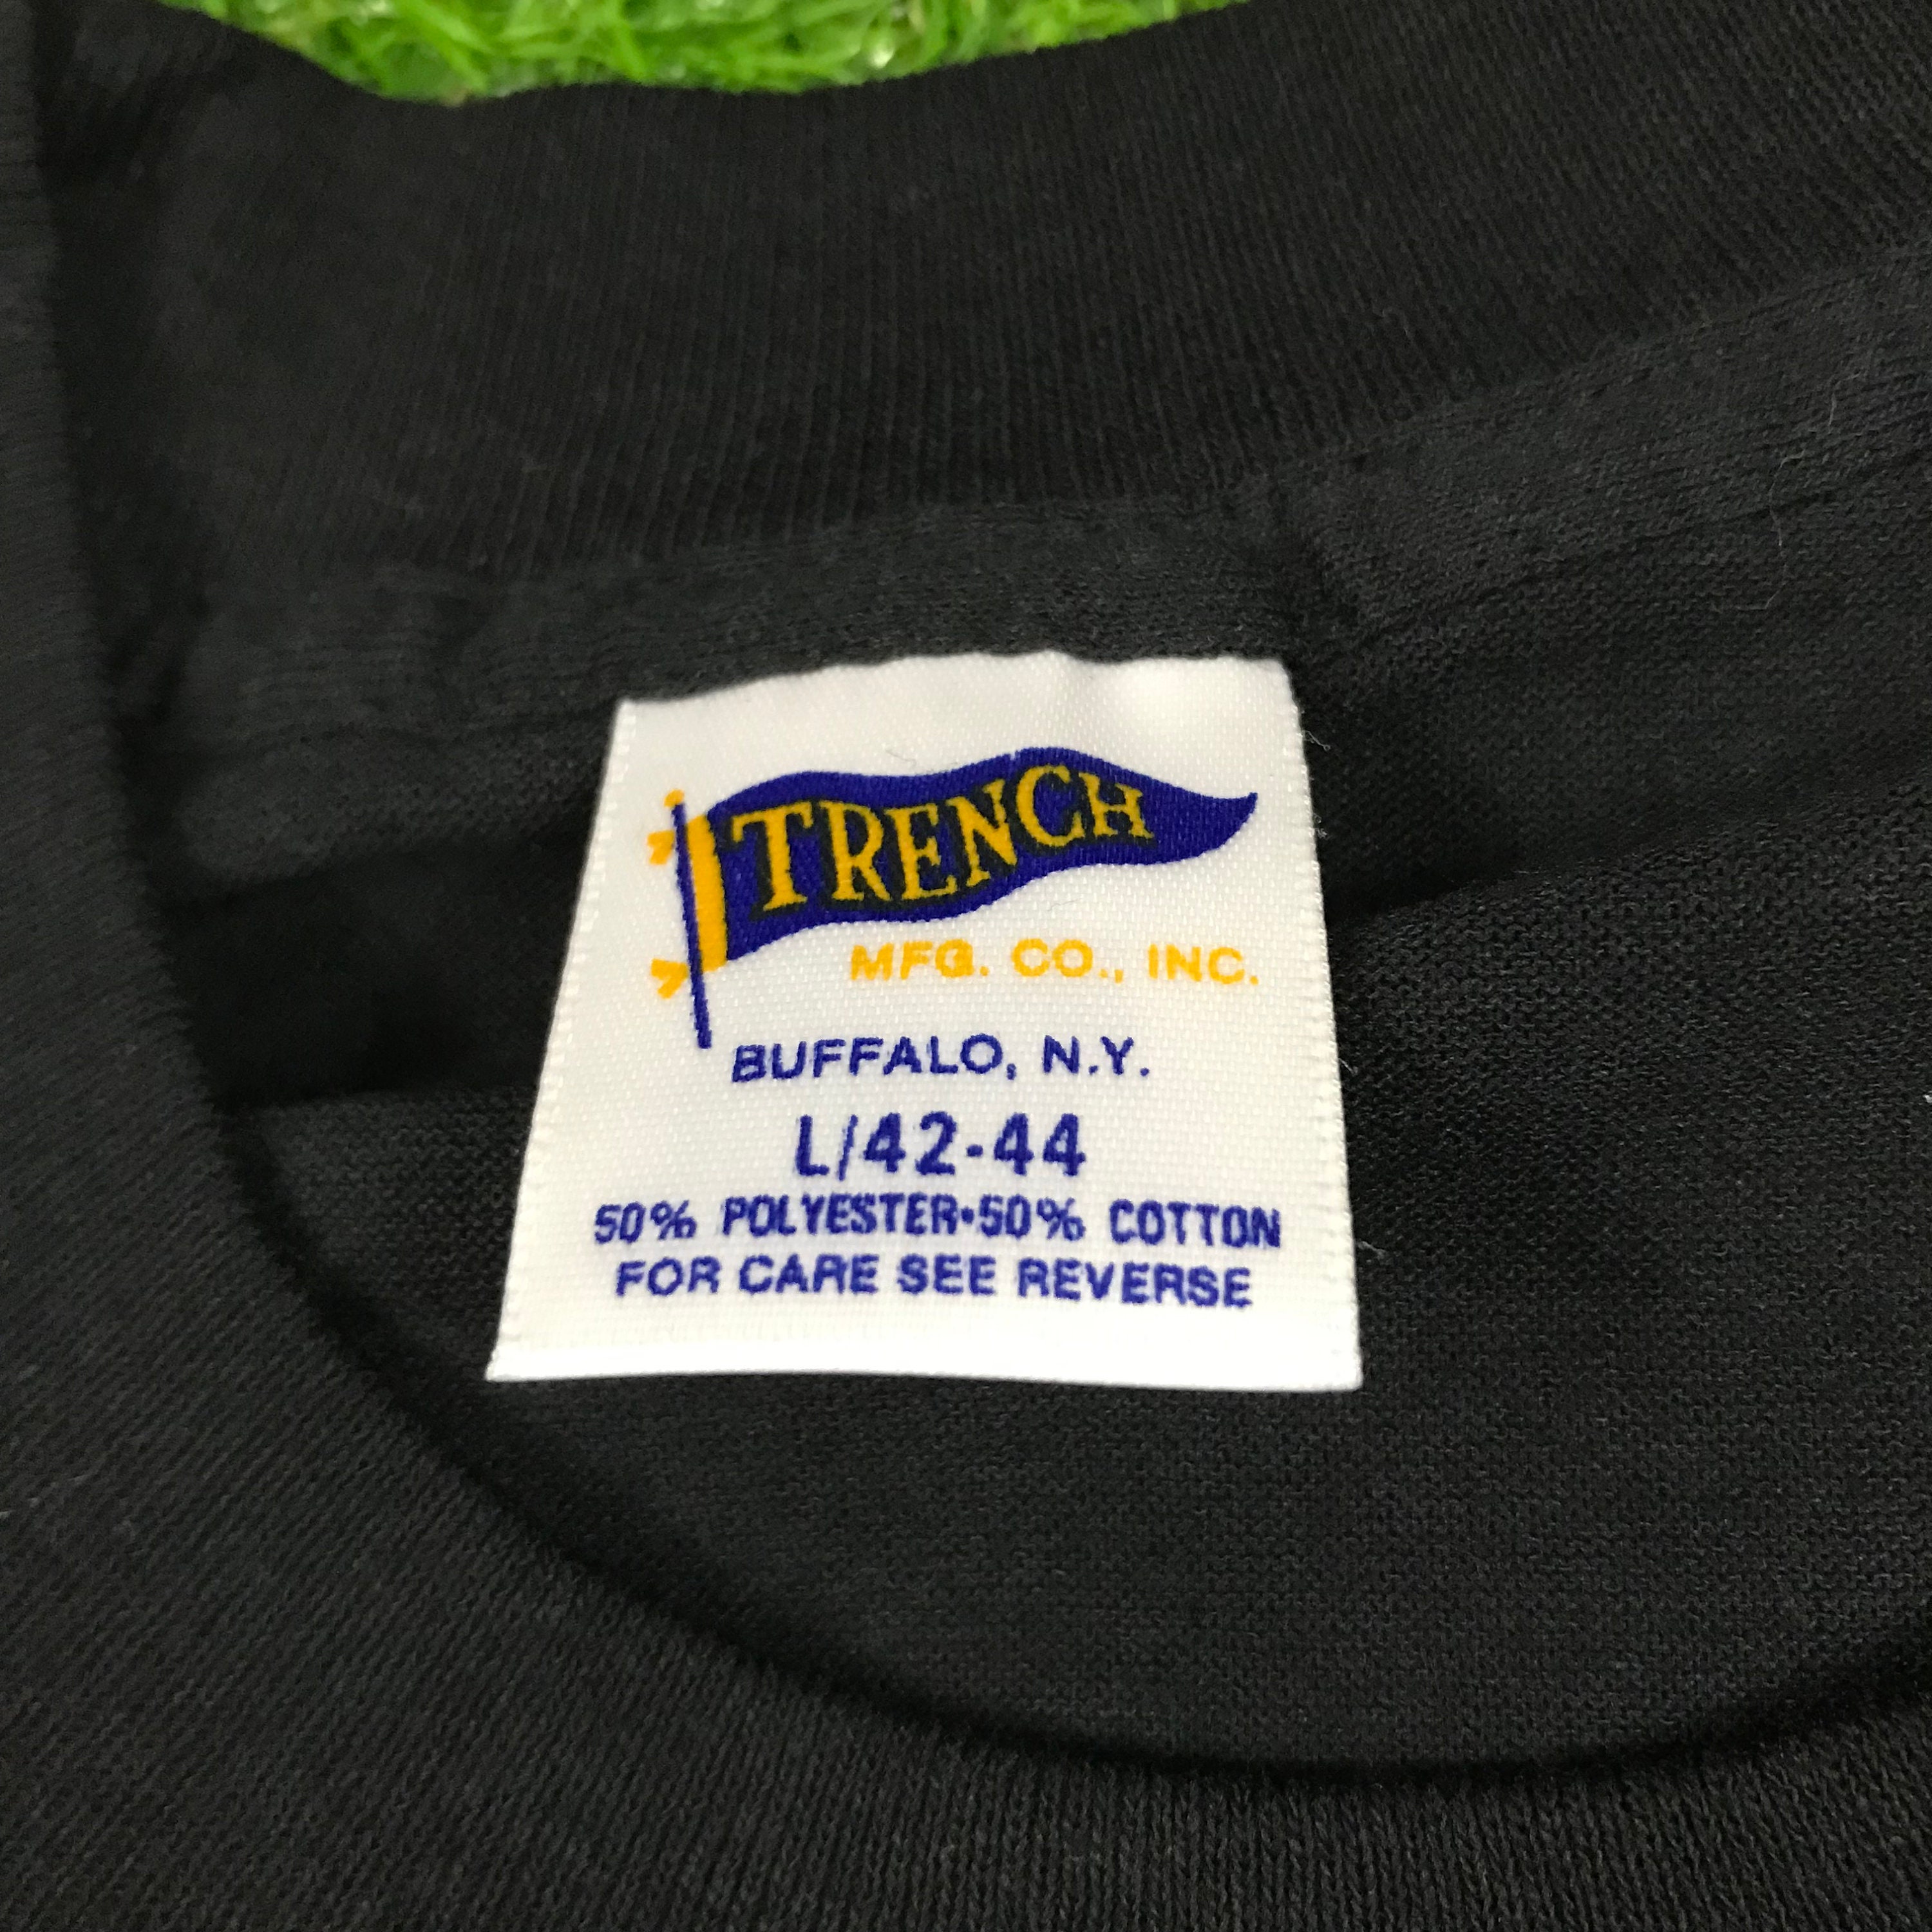 TRENCH
MFG. CO., INC.
BUFFALO, N.Y.
L/42-44
50% POLYESTER•50% COTTON
FOR CARE SEE REVERSE